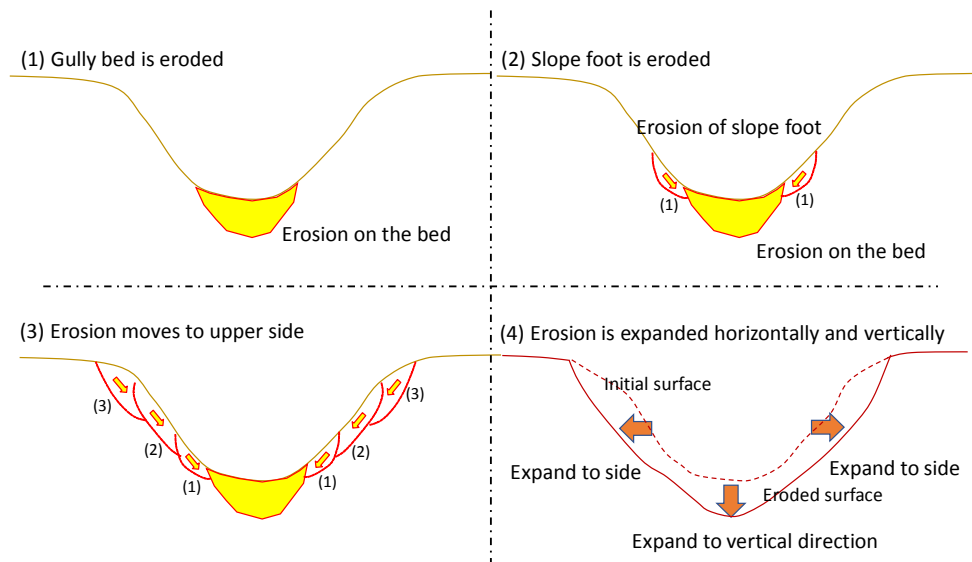 (1) Gully bed is eroded
Erosion on the bed
(2) Slope foot is eroded
Erosion of slope foot
(1)
(1)
Erosion on the bed
(3) Erosion moves to upper side
(3)
(3)
(2)
(2)
(1)
(1)
(4) Erosion is expanded horizontally and vertically
Initial surface
Expand to side
Expand to side
Eroded surface
Expand to vertical direction